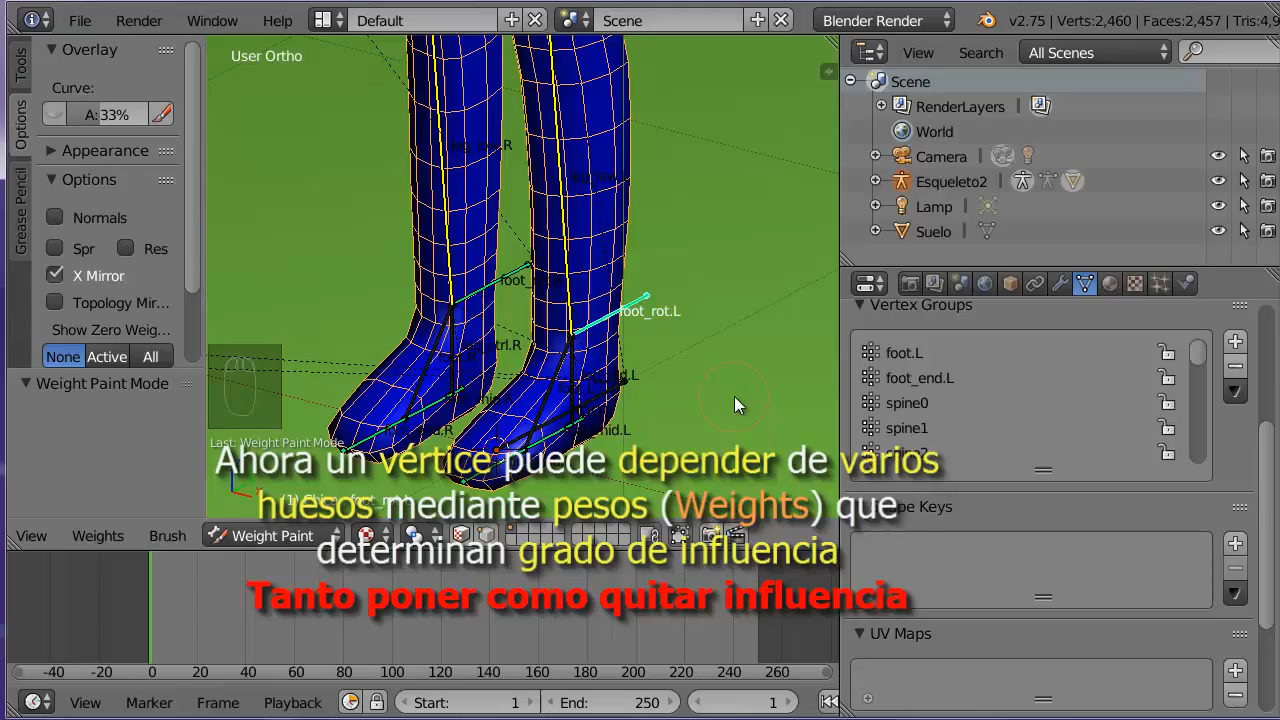 File Render Window Help Default Scene Blender Render v2.75 | Verts:2,460 | Faces:2,457 | Tris:4,9
Tools
Options
Grease Pencil
Overlay
Curve:
A: 33%
Appearance
Options
Normals
Spr Res
X Mirror
Topology Mir...
Show Zero Weig...
None Active All
Weight Paint Mode
User Ortho
foot_rot.L
Last: Weight Paint Mode
Ahora un vértice puede depender de varios
huesos mediante pesos (Weights) que
determinan grado de influencia
Tanto poner como quitar influencia
View Weights Brush Weight Paint
-40 -20 0 20 40 60 80 100 120 140 160 180 200 220 240 260
View Marker Frame Playback Start: 1 End: 250 1
View Search All Scenes
Scene
RenderLayers
World
Camera
Esqueleto2
Lamp
Suelo
Vertex Groups
foot.L
foot_end.L
spine0
spine1
UV Maps